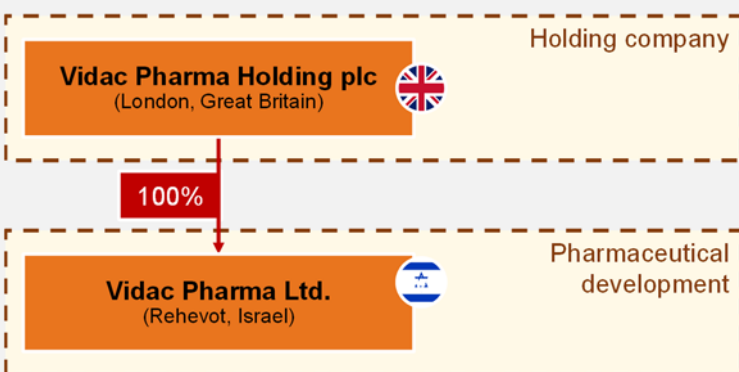 Holding company
Vidac Pharma Holding plc
(London, Great Britain)
100%
Pharmaceutical
development
Vidac Pharma Ltd.
(Rehevot, Israel)